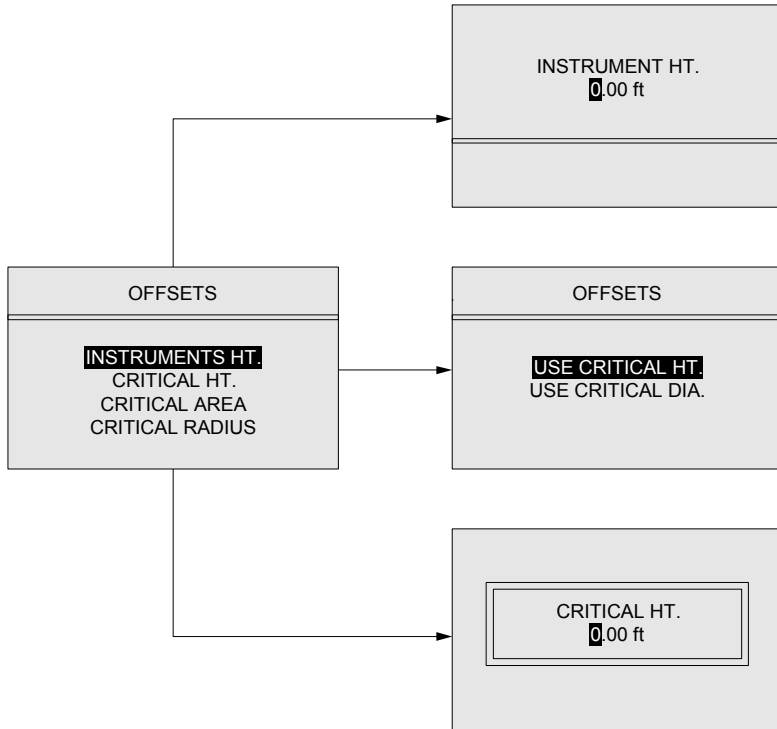 INSTRUMENT HT.
0.00 ft
OFFSETS
INSTRUMENTS HT.
CRITICAL HT.
CRITICAL AREA
CRITICAL RADIUS
OFFSETS
USE CRITICAL HT.
USE CRITICAL DIA.
CRITICAL HT.
0.00 ft